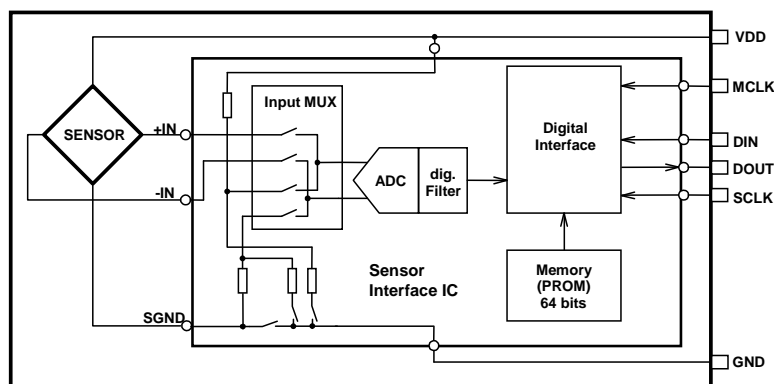 VDD
MCLK
Input MUX
SENSOR
+IN
Digital
Interface
DIN
DOUT
-IN
ADC
dig.
Filter
SCLK
Sensor
Interface IC
Memory
(PROM)
64 bits
SGND
GND